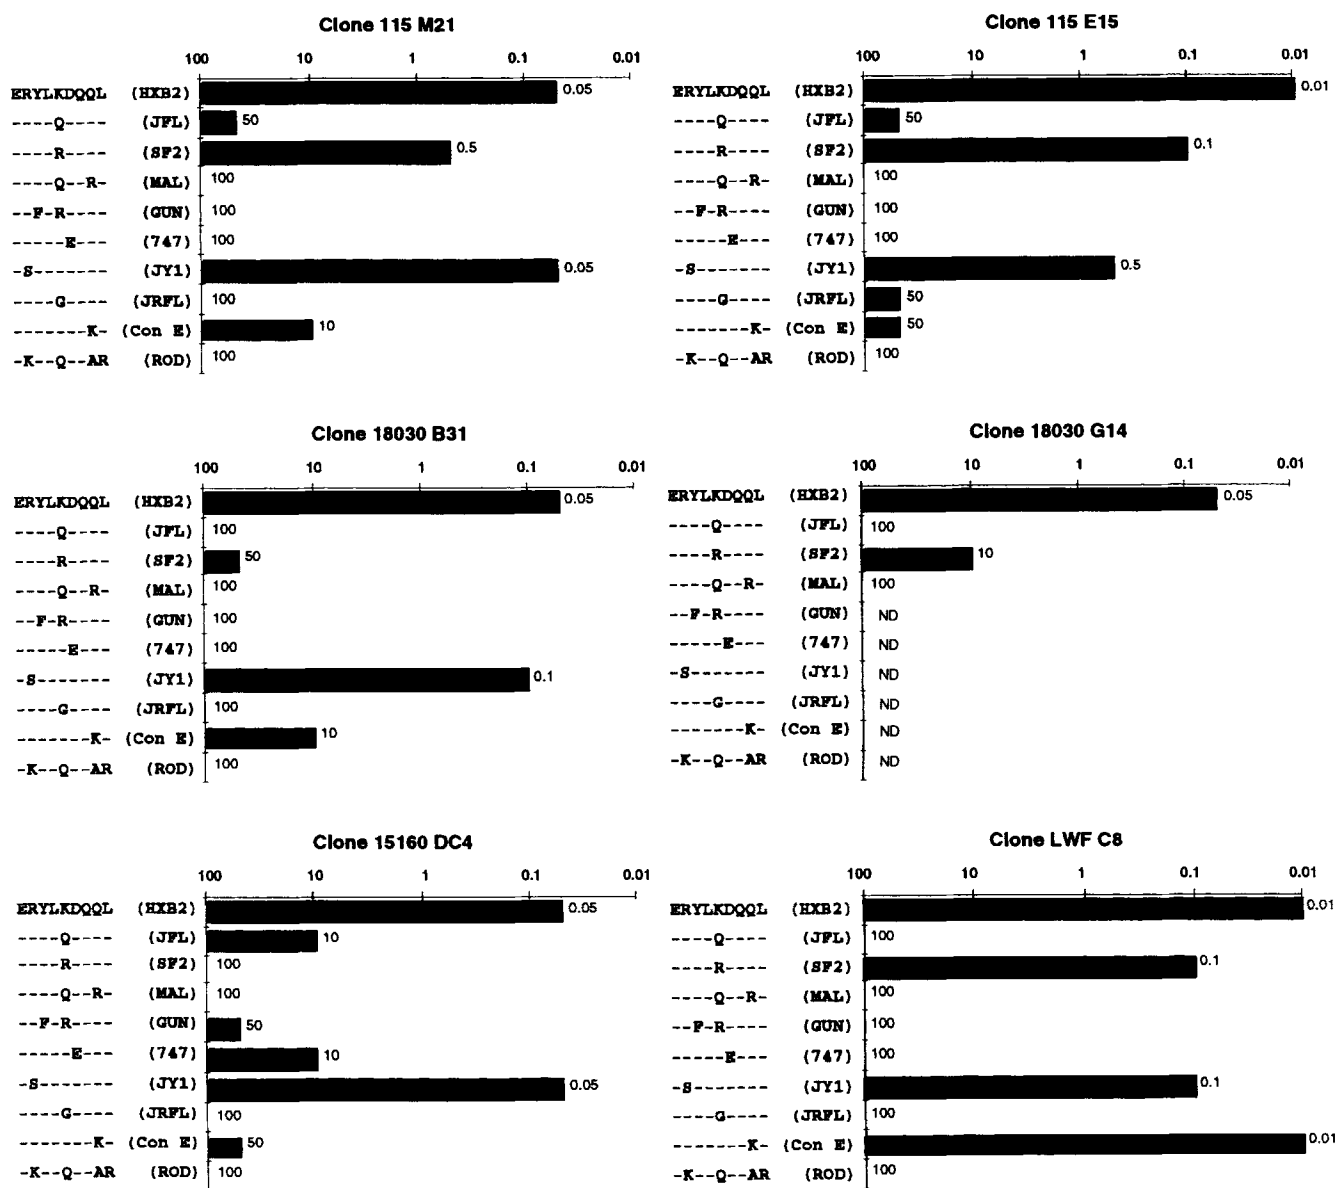 Clone 115 M21
100 10 1 0.1 0.01
ERYLKDQQL (HXB2) 0.05
----Q---- (JFL) 50
----R---- (SF2) 0.5
----Q--R- (MAL) 100
--F-R---- (GUN) 100
-----E--- (747) 100
-S------- (JY1) 0.05
----G---- (JRFL) 100
-------K- (Con E) 10
-K--Q--AR (ROD) 100
Clone 115 E15
100 10 1 0.1 0.01
ERYLKDQQL (HXB2) 0.01
----Q---- (JFL) 50
----R---- (SF2) 0.1
----Q--R- (MAL) 100
--F-R---- (GUN) 100
-----E--- (747) 100
-S------- (JY1) 0.5
----G---- (JRFL) 50
-------K- (Con E) 50
-K--Q--AR (ROD) 100
Clone 18030 B31
100 10 1 0.1 0.01
ERYLKDQQL (HXB2) 0.05
----Q---- (JFL) 100
----R---- (SF2) 50
----Q--R- (MAL) 100
--F-R---- (GUN) 100
-----E--- (747) 100
-S------- (JY1) 0.1
----G---- (JRFL) 100
-------K- (Con E) 10
-K--Q--AR (ROD) 100
Clone 18030 G14
100 10 1 0.1 0.01
ERYLKDQQL (HXB2) 0.05
----Q---- (JFL) 100
----R---- (SF2) 10
----Q--R- (MAL) 100
--F-R---- (GUN) ND
-----E--- (747) ND
-S------- (JY1) ND
----G---- (JRFL) ND
-------K- (Con E) ND
-K--Q--AR (ROD) ND
Clone 15160 DC4
100 10 1 0.1 0.01
ERYLKDQQL (HXB2) 0.05
----Q---- (JFL) 10
----R---- (SF2) 100
----Q--R- (MAL) 100
--F-R---- (GUN) 50
-----E--- (747) 10
-S------- (JY1) 0.05
----G---- (JRFL) 100
-------K- (Con E) 50
-K--Q--AR (ROD) 100
Clone LWF C8
100 10 1 0.1 0.01
ERYLKDQQL (HXB2) 0.01
----Q---- (JFL) 100
----R---- (SF2) 0.1
----Q--R- (MAL) 100
--F-R---- (GUN) 100
-----E--- (747) 100
-S------- (JY1) 0.1
----G---- (JRFL) 100
-------K- (Con E) 0.01
-K--Q--AR (ROD) 100